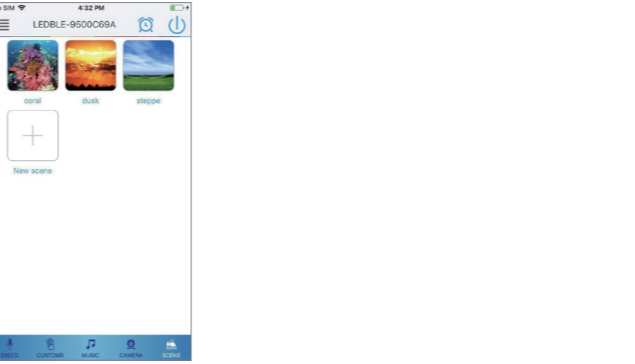 SIM 4:32 PM
LEDBLE-9500C69A
coral dusk steppe
New scene
DISCO CUSTOMS MUSIC CAMERA SCENE